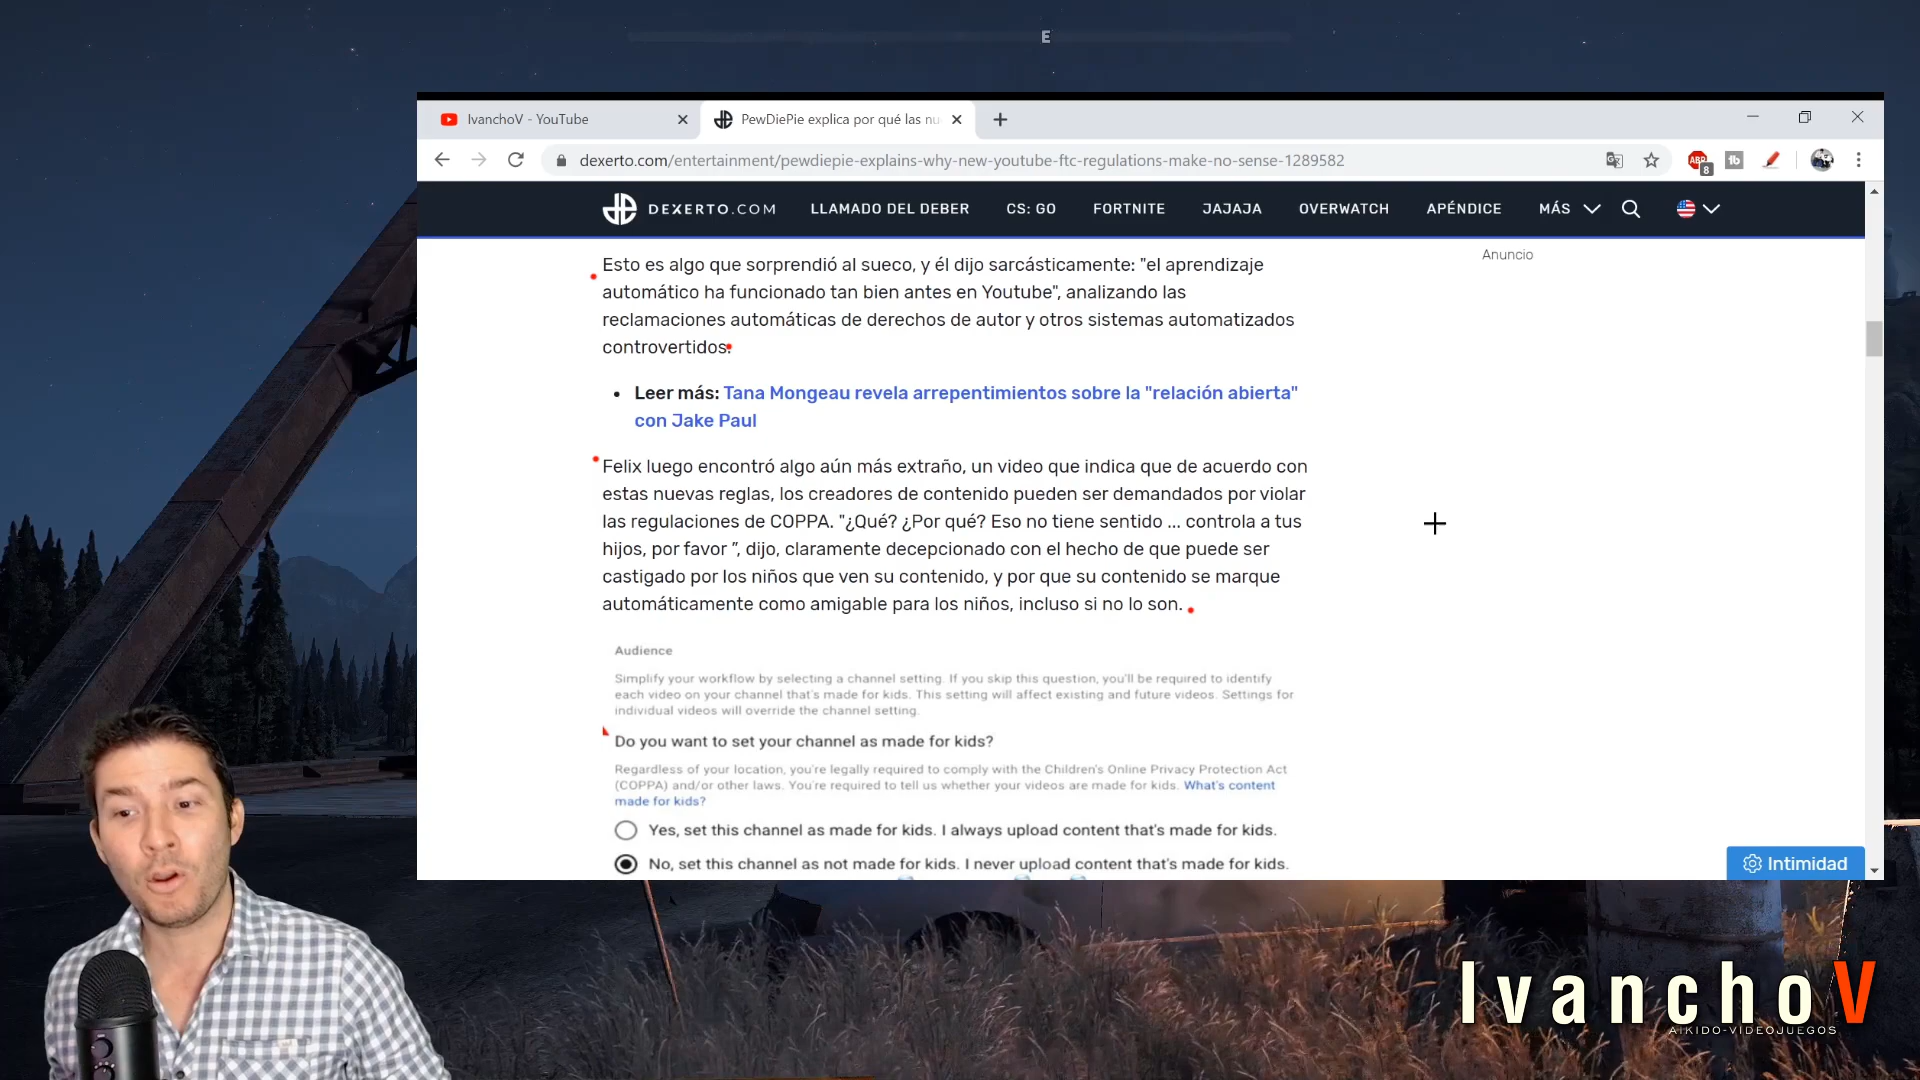 E
IvanchoV - YouTube
PewDiePie explica por qué las nu
dexerto.com/entertainment/pewdiepie-explains-why-new-youtube-ftc-regulations-make-no-sense-1289582
ABP
8
tb
DEXERTO.COM
LLAMADO DEL DEBER
CS: GO
FORTNITE
JAJAJA
OVERWATCH
APÉNDICE
MÁS
Anuncio
Esto es algo que sorprendió al sueco, y él dijo sarcásticamente: "el aprendizaje
automático ha funcionado tan bien antes en Youtube", analizando las
reclamaciones automáticas de derechos de autor y otros sistemas automatizados
controvertidos.
• Leer más: Tana Mongeau revela arrepentimientos sobre la "relación abierta"
con Jake Paul
Felix luego encontró algo aún más extraño, un video que indica que de acuerdo con
estas nuevas reglas, los creadores de contenido pueden ser demandados por violar
las regulaciones de COPPA. "¿Qué? ¿Por qué? Eso no tiene sentido ... controla a tus
hijos, por favor ”, dijo, claramente decepcionado con el hecho de que puede ser
castigado por los niños que ven su contenido, y por que su contenido se marque
automáticamente como amigable para los niños, incluso si no lo son.
Audience
Simplify your workflow by selecting a channel setting. If you skip this question, you'll be required to identify
each video on your channel that's made for kids. This setting will affect existing and future videos. Settings for
individual videos will override the channel setting.
Do you want to set your channel as made for kids?
Regardless of your location, you're legally required to comply with the Children's Online Privacy Protection Act
(COPPA) and/or other laws. You're required to tell us whether your videos are made for kids. What's content
made for kids?
Yes, set this channel as made for kids. I always upload content that's made for kids.
No, set this channel as not made for kids. I never upload content that's made for kids.
Intimidad
IvanchoV
AIKIDO-VIDEOJUEGOS